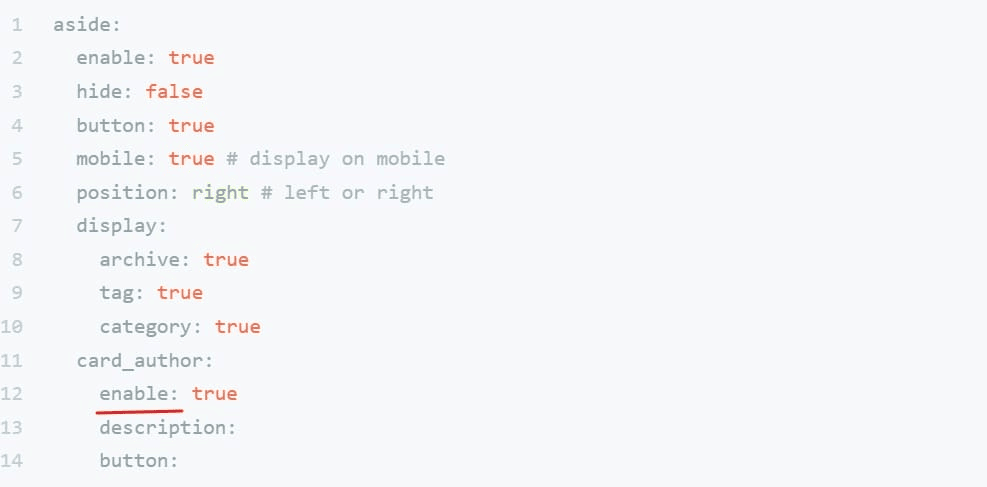 1 aside:
2   enable: true
3   hide: false
4   button: true
5   mobile: true # display on mobile
6   position: right # left or right
7   display:
8     archive: true
9     tag: true
10     category: true
11   card_author:
12     enable: true
13     description:
14     button: